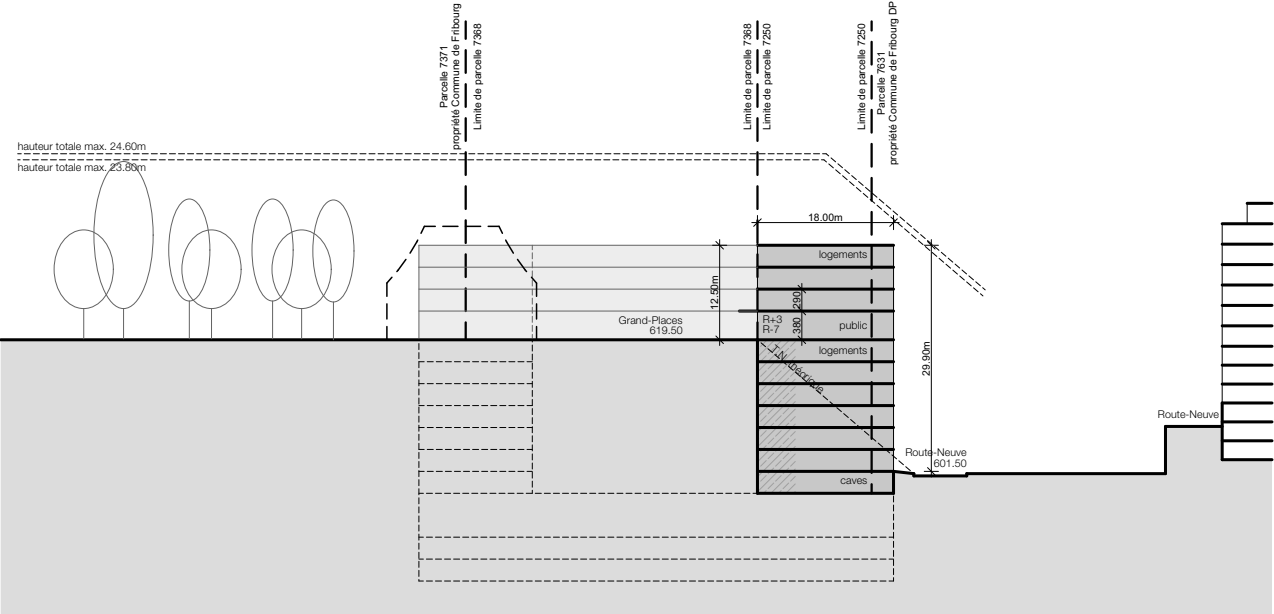 Parcelle 7371
propriété Commune de Fribourg
Limite de parcelle 7368
Limite de parcelle 7368
Limite de parcelle 7250
Limite de parcelle 7250
Parcelle 7631
propriété Commune de Fribourg DP
hauteur totale max. 24.60m
hauteur totale max. 23.80m
18.00m
logements
12.50m
290
Grand-Places
619.50
R+3
R-7
380
public
logements
T.N. théorique
29.90m
Route-Neuve
Route-Neuve
601.50
caves